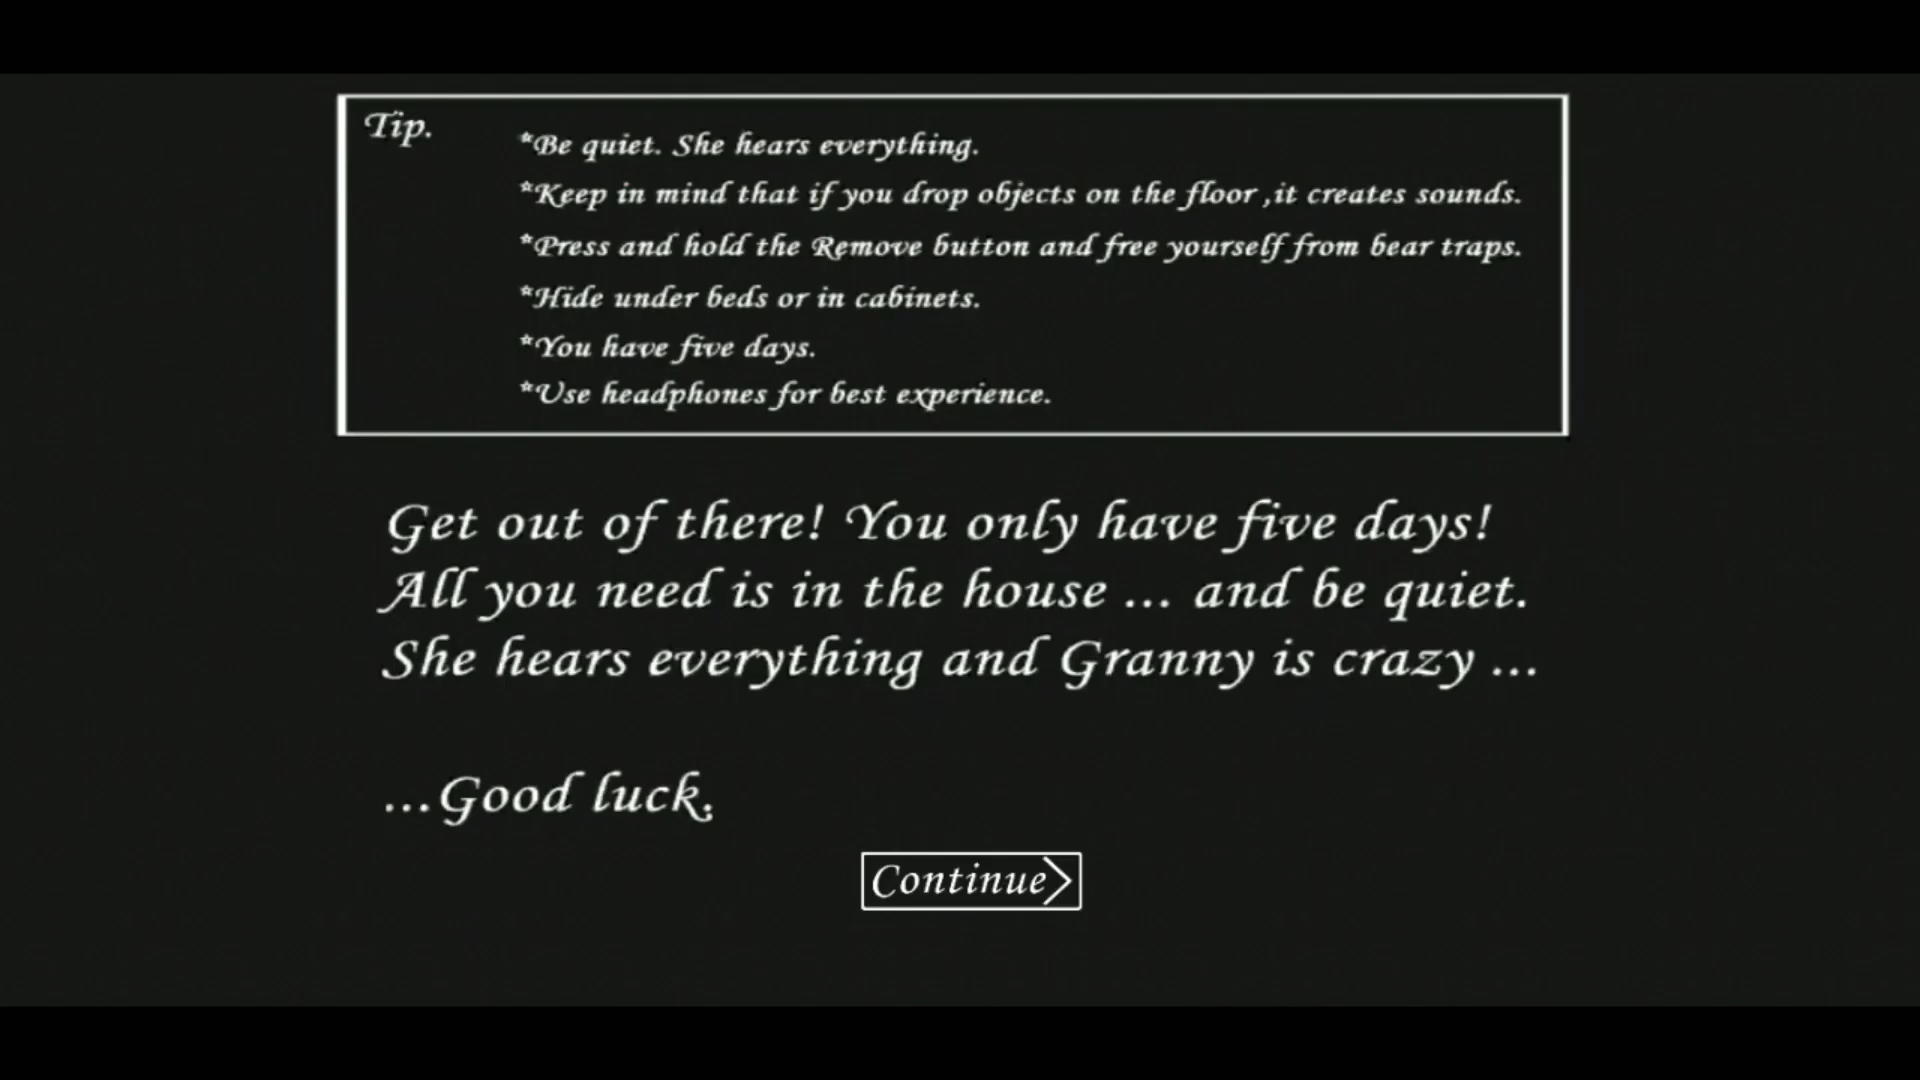 Tip.
*Be quiet. She hears everything.
*Keep in mind that if you drop objects on the floor ,it creates sounds.
*Press and hold the Remove button and free yourself from bear traps.
*Hide under beds or in cabinets.
*You have five days.
*Use headphones for best experience.
Get out of there! You only have five days!
All you need is in the house ... and be quiet.
She hears everything and Granny is crazy ...
...Good luck.
Continue>